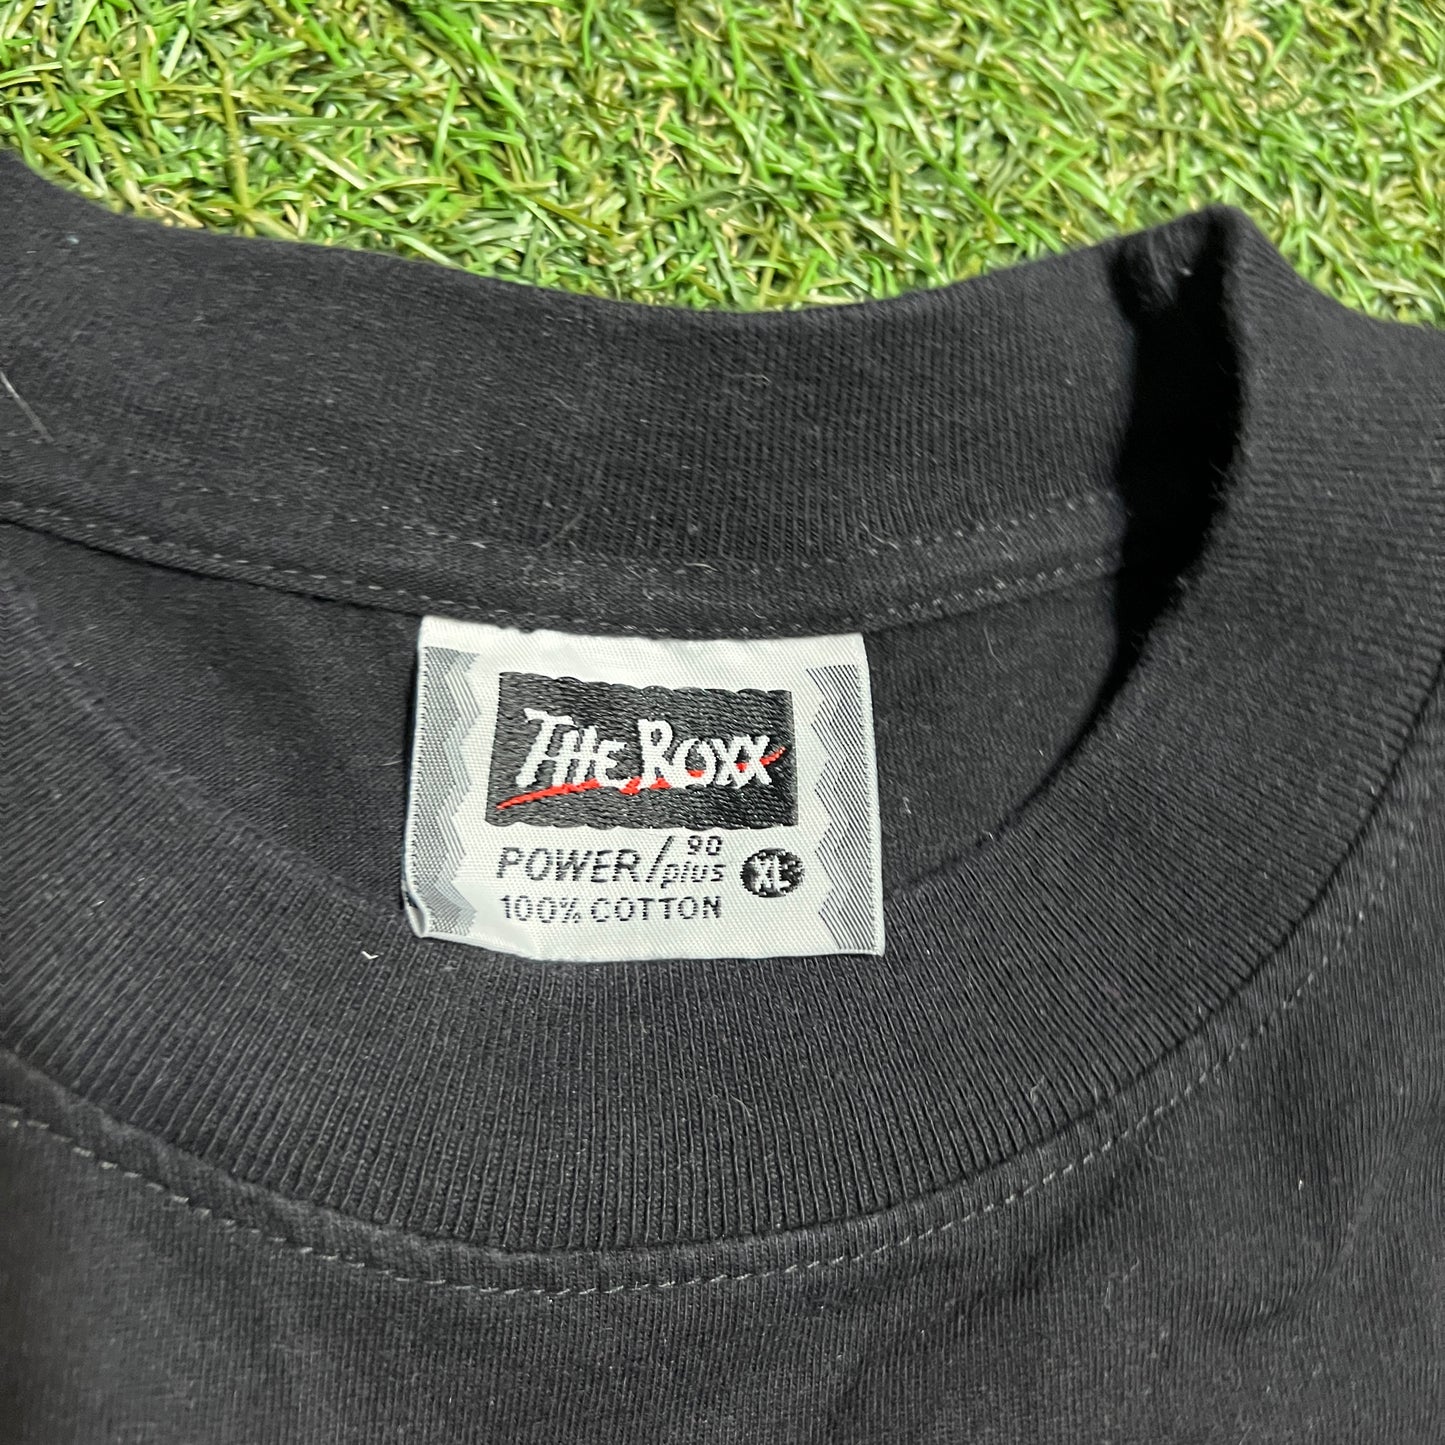 THE ROXX
POWER/90 plus XL
100% COTTON